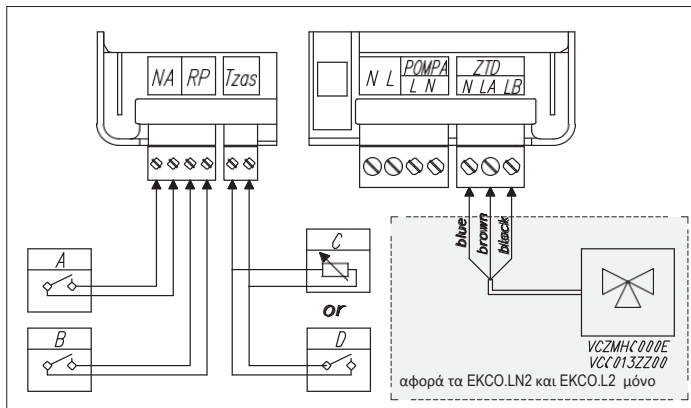 NA RP Tzas
N L POMPA ZTD
L N N LA LB
blue brown black
A
B
C
or
D
VCZMHC000E
VCC013ZZ00
αφορά τα EKCO.LN2 και EKCO.L2 μόνο